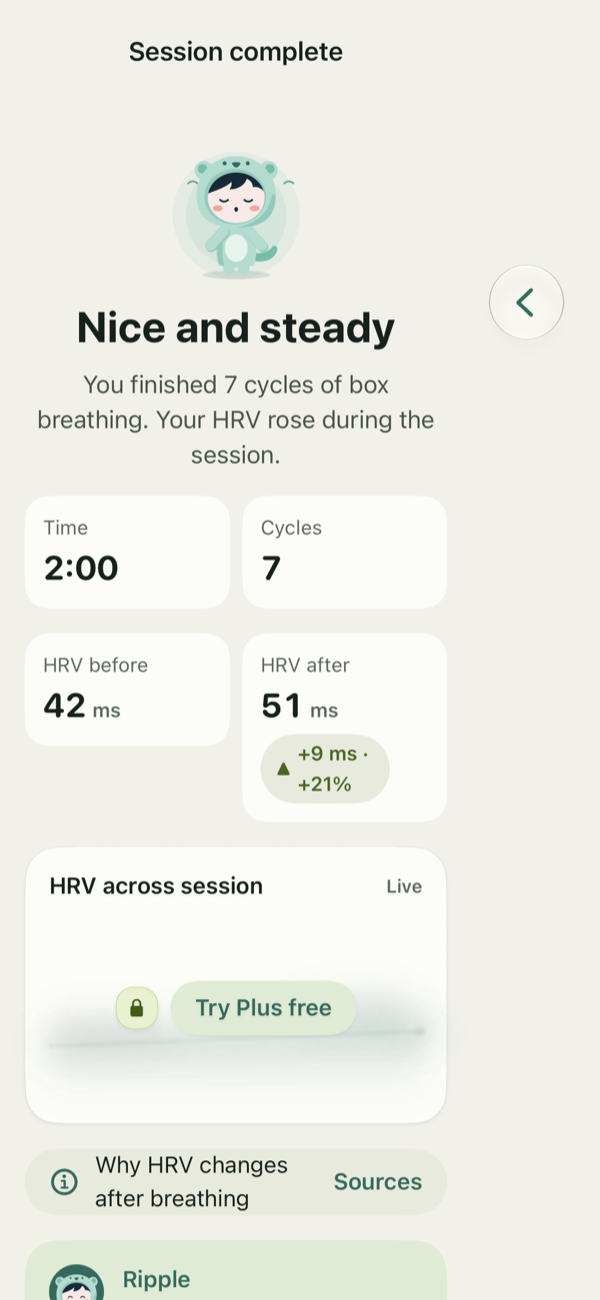 Session complete
Nice and steady
You finished 7 cycles of box
breathing. Your HRV rose during the
session.
Time
2:00
Cycles
7
HRV before
42 ms
HRV after
51 ms
+9 ms ·
+21%
HRV across session
Live
Try Plus free
Why HRV changes
after breathing
Sources
Ripple